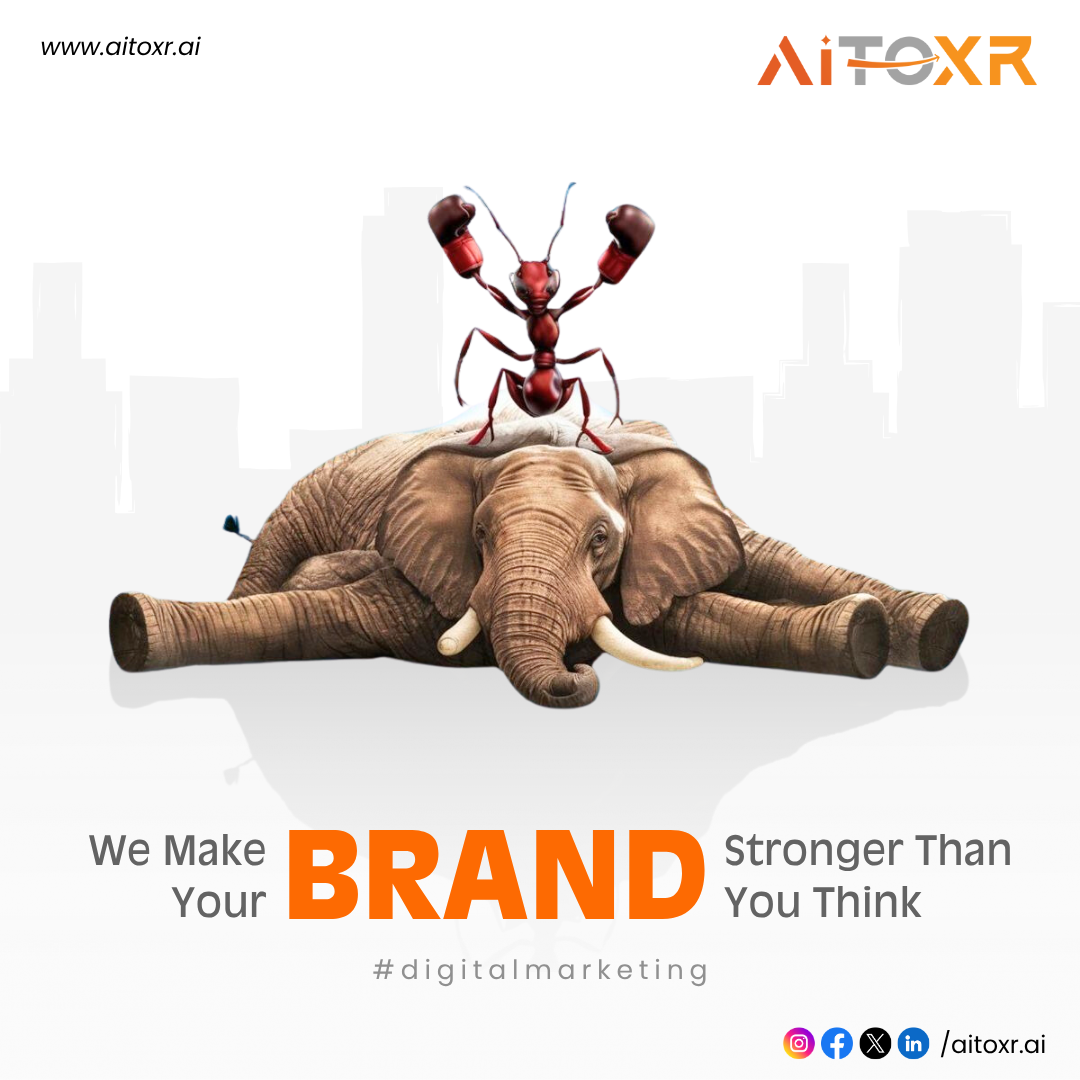 www.aitoxr.ai
AiTOXR
We Make
Your
BRAND
Stronger Than
You Think
#digitalmarketing
/aitoxr.ai